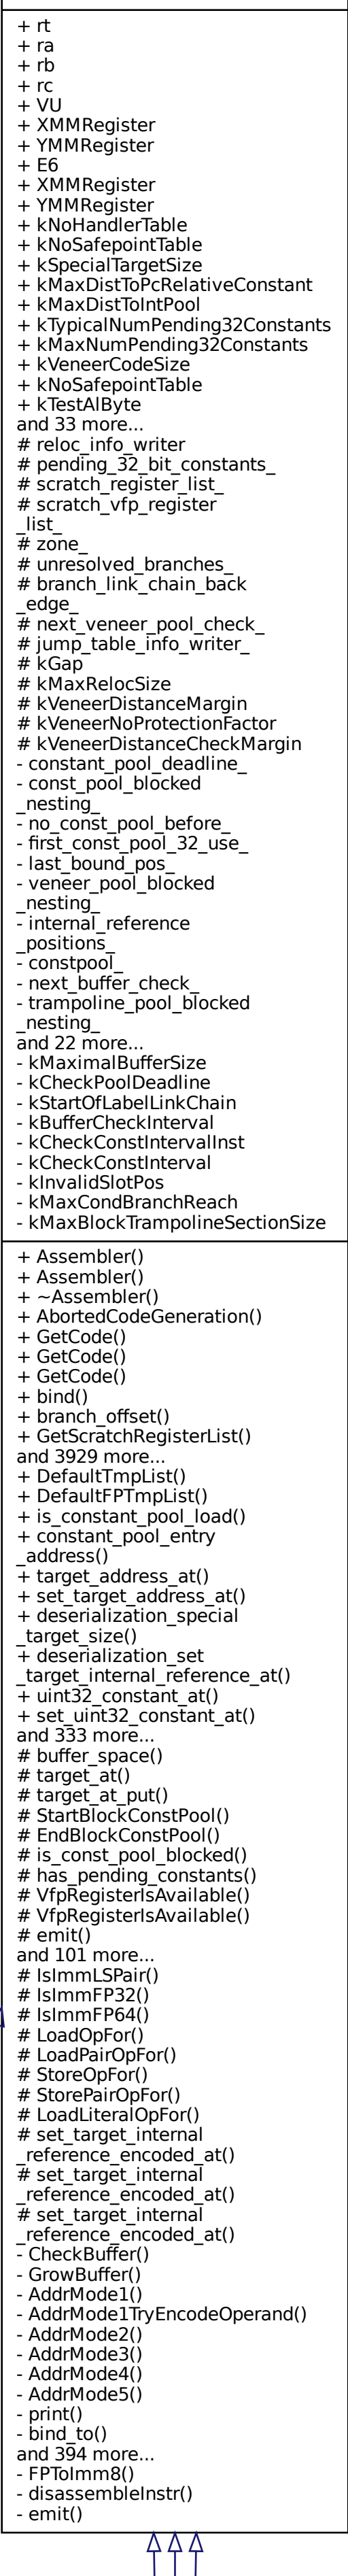 + rt
+ ra
+ rb
+ rc
+ VU
+ XMMRegister
+ YMMRegister
+ E6
+ XMMRegister
+ YMMRegister
+ kNoHandlerTable
+ kNoSafepointTable
+ kSpecialTargetSize
+ kMaxDistToPcRelativeConstant
+ kMaxDistToIntPool
+ kTypicalNumPending32Constants
+ kMaxNumPending32Constants
+ kVeneerCodeSize
+ kNoSafepointTable
+ kTestAlByte
and 33 more...
# reloc_info_writer
# pending_32_bit_constants_
# scratch_register_list_
# scratch_vfp_register
_list_
# zone_
# unresolved_branches_
# branch_link_chain_back
_edge_
# next_veneer_pool_check_
# jump_table_info_writer_
# kGap
# kMaxRelocSize
# kVeneerDistanceMargin
# kVeneerNoProtectionFactor
# kVeneerDistanceCheckMargin
- constant_pool_deadline_
- const_pool_blocked
_nesting_
- no_const_pool_before_
- first_const_pool_32_use_
- last_bound_pos_
- veneer_pool_blocked
_nesting_
- internal_reference
_positions_
- constpool_
- next_buffer_check_
- trampoline_pool_blocked
_nesting_
and 22 more...
- kMaximalBufferSize
- kCheckPoolDeadline
- kStartOfLabelLinkChain
- kBufferCheckInterval
- kCheckConstIntervalInst
- kCheckConstInterval
- kInvalidSlotPos
- kMaxCondBranchReach
- kMaxBlockTrampolineSectionSize
+ Assembler()
+ Assembler()
+ ~Assembler()
+ AbortedCodeGeneration()
+ GetCode()
+ GetCode()
+ GetCode()
+ bind()
+ branch_offset()
+ GetScratchRegisterList()
and 3929 more...
+ DefaultTmpList()
+ DefaultFPTmpList()
+ is_constant_pool_load()
+ constant_pool_entry
_address()
+ target_address_at()
+ set_target_address_at()
+ deserialization_special
_target_size()
+ deserialization_set
_target_internal_reference_at()
+ uint32_constant_at()
+ set_uint32_constant_at()
and 333 more...
# buffer_space()
# target_at()
# target_at_put()
# StartBlockConstPool()
# EndBlockConstPool()
# is_const_pool_blocked()
# has_pending_constants()
# VfpRegisterIsAvailable()
# VfpRegisterIsAvailable()
# emit()
and 101 more...
# IsImmLSPair()
# IsImmFP32()
# IsImmFP64()
# LoadOpFor()
# LoadPairOpFor()
# StoreOpFor()
# StorePairOpFor()
# LoadLiteralOpFor()
# set_target_internal
_reference_encoded_at()
# set_target_internal
_reference_encoded_at()
# set_target_internal
_reference_encoded_at()
- CheckBuffer()
- GrowBuffer()
- AddrMode1()
- AddrMode1TryEncodeOperand()
- AddrMode2()
- AddrMode3()
- AddrMode4()
- AddrMode5()
- print()
- bind_to()
and 394 more...
- FPToImm8()
- disassembleInstr()
- emit()